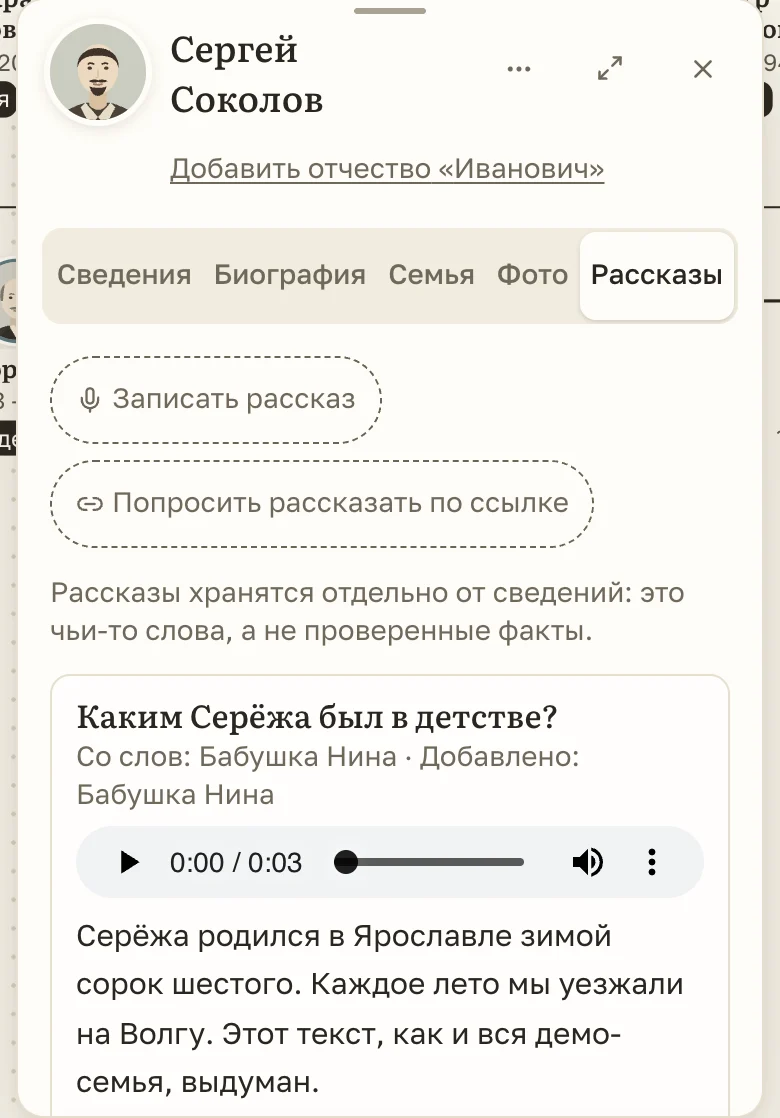 Сергей
Соколов
Добавить отчество «Иванович»
Сведения Биография Семья Фото Рассказы
Записать рассказ
Попросить рассказать по ссылке
Рассказы хранятся отдельно от сведений: это
чьи-то слова, а не проверенные факты.
Каким Серёжа был в детстве?
Со слов: Бабушка Нина · Добавлено:
Бабушка Нина
0:00 / 0:03
Серёжа родился в Ярославле зимой
сорок шестого. Каждое лето мы уезжали
на Волгу. Этот текст, как и вся демо-
семья, выдуман.